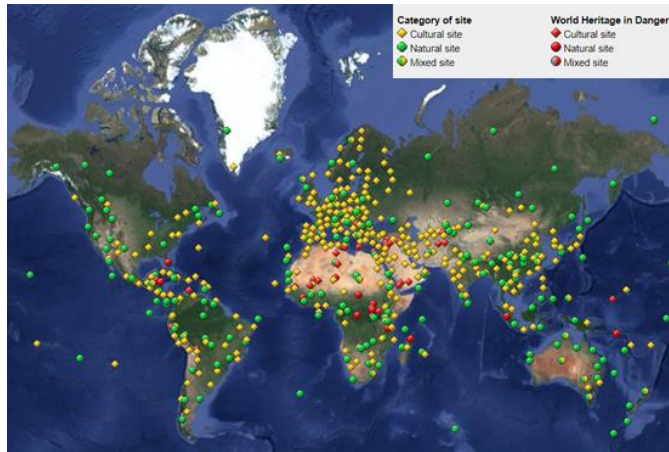 Category of site
Cultural site
Natural site
Mixed site
World Heritage in Danger
Cultural site
Natural site
Mixed site